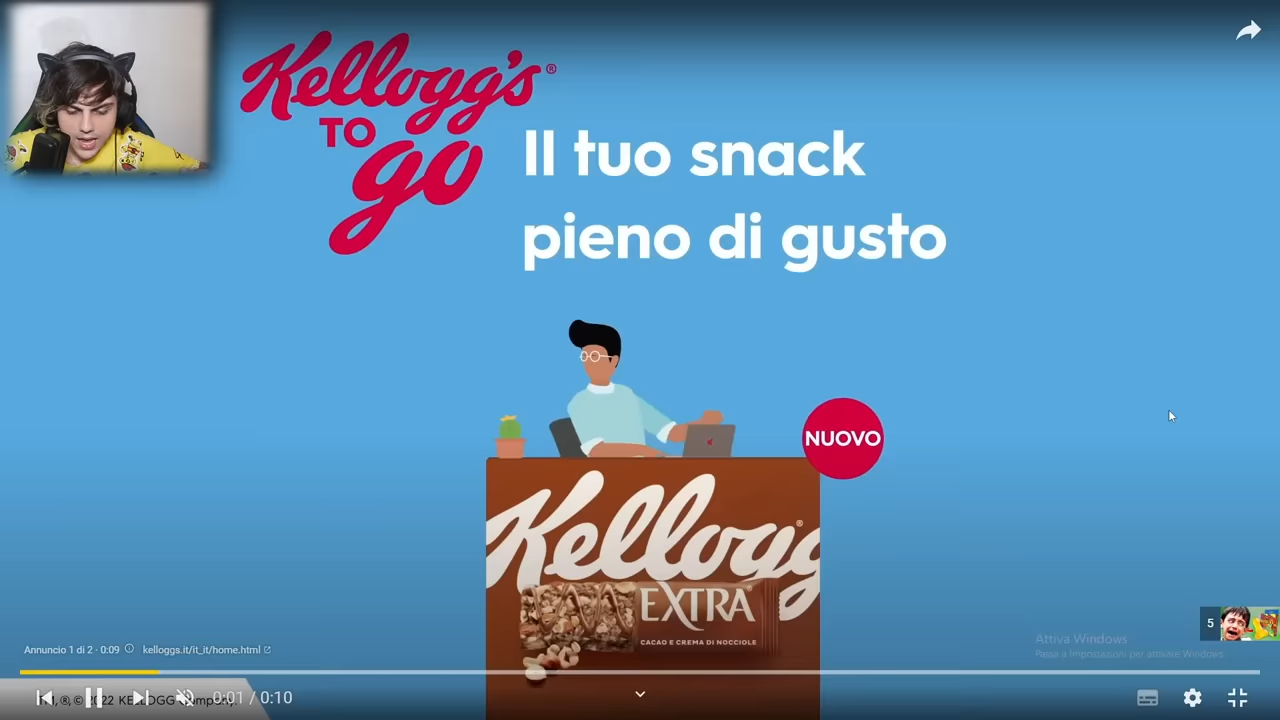 Kellogg's®
TO
go
Il tuo snack
pieno di gusto
NUOVO
Kellogg
®
EXTRA
CACAO E CREMA DI NOCCIOLE
5
Attiva Windows
Passa a Impostazioni per attivare Windows.
Annuncio 1 di 2 · 0:09
kelloggs.it/it_it/home.html
0:01 / 0:10
®, © 2022 KELLOGG